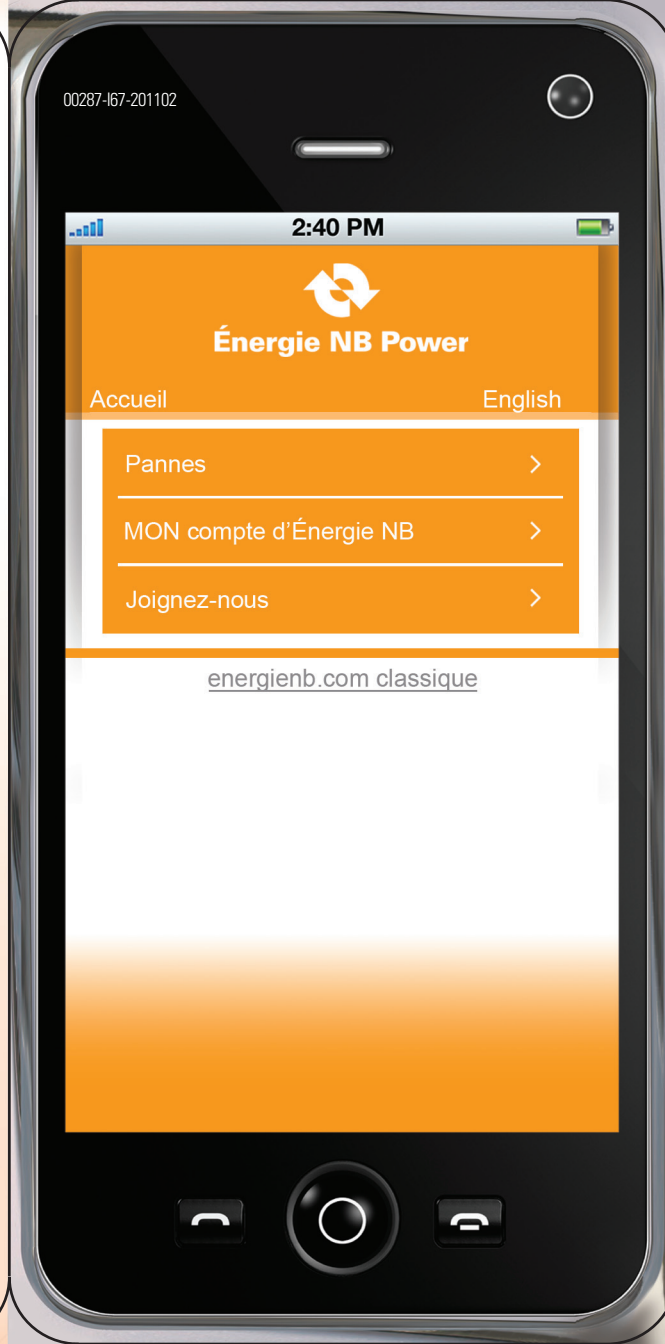 00287-I67-201102
2:40 PM
Énergie NB Power
Accueil English
Pannes
MON compte d’Énergie NB
Joignez-nous
energienb.com classique